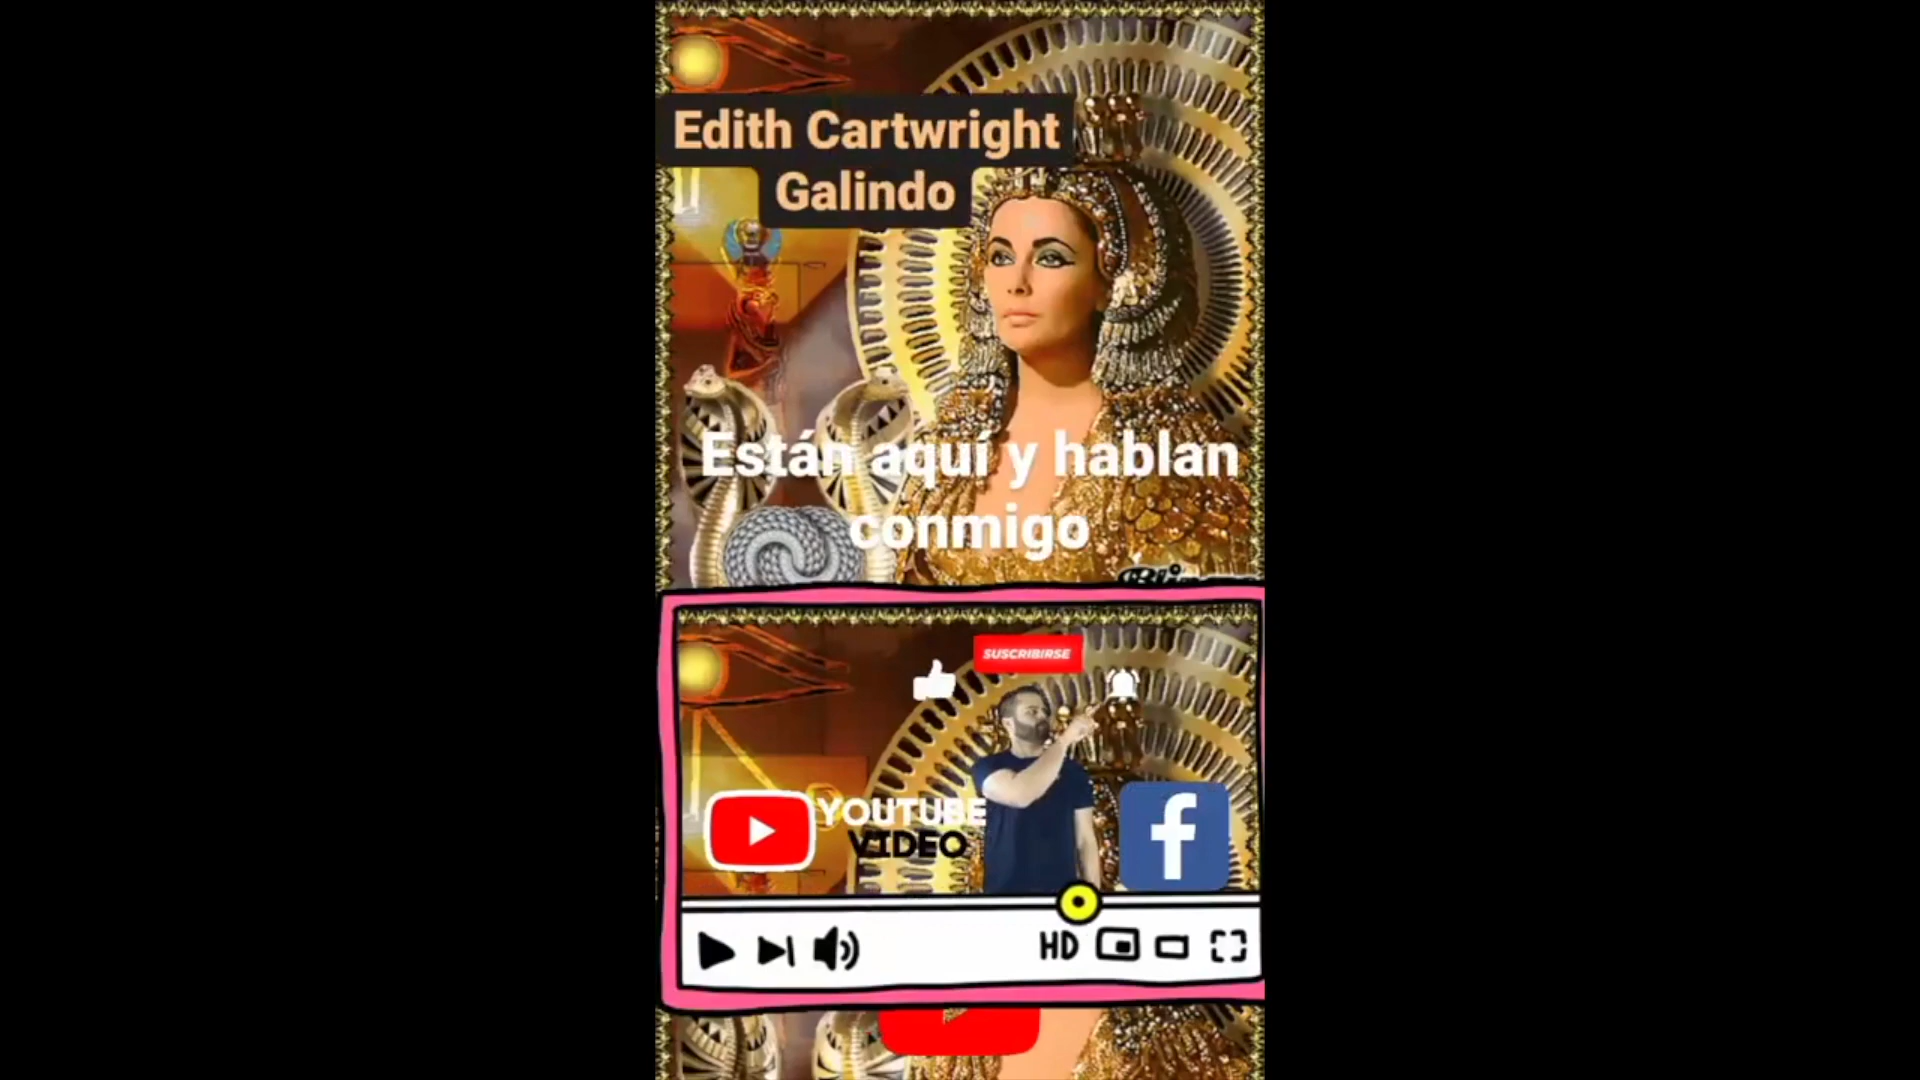 Edith Cartwright
Galindo
Están aquí y hablan
conmigo
SUSCRIBIRSE
YOUTUBE
VIDEO
f
HD